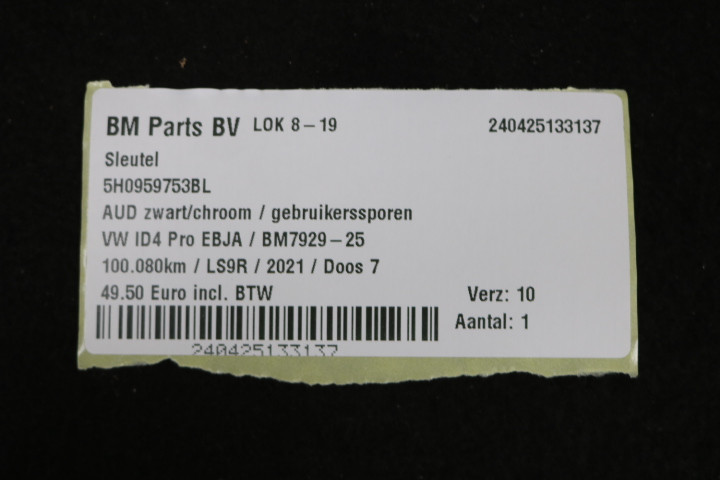 BM Parts BV LOK 8-19 240425133137
Sleutel
5H0959753BL
AUD zwart/chroom / gebruikerssporen
VW ID4 Pro EBJA / BM7929-25
100.080km / LS9R / 2021 / Doos 7
49.50 Euro incl. BTW Verz: 10
Aantal: 1
240425133137